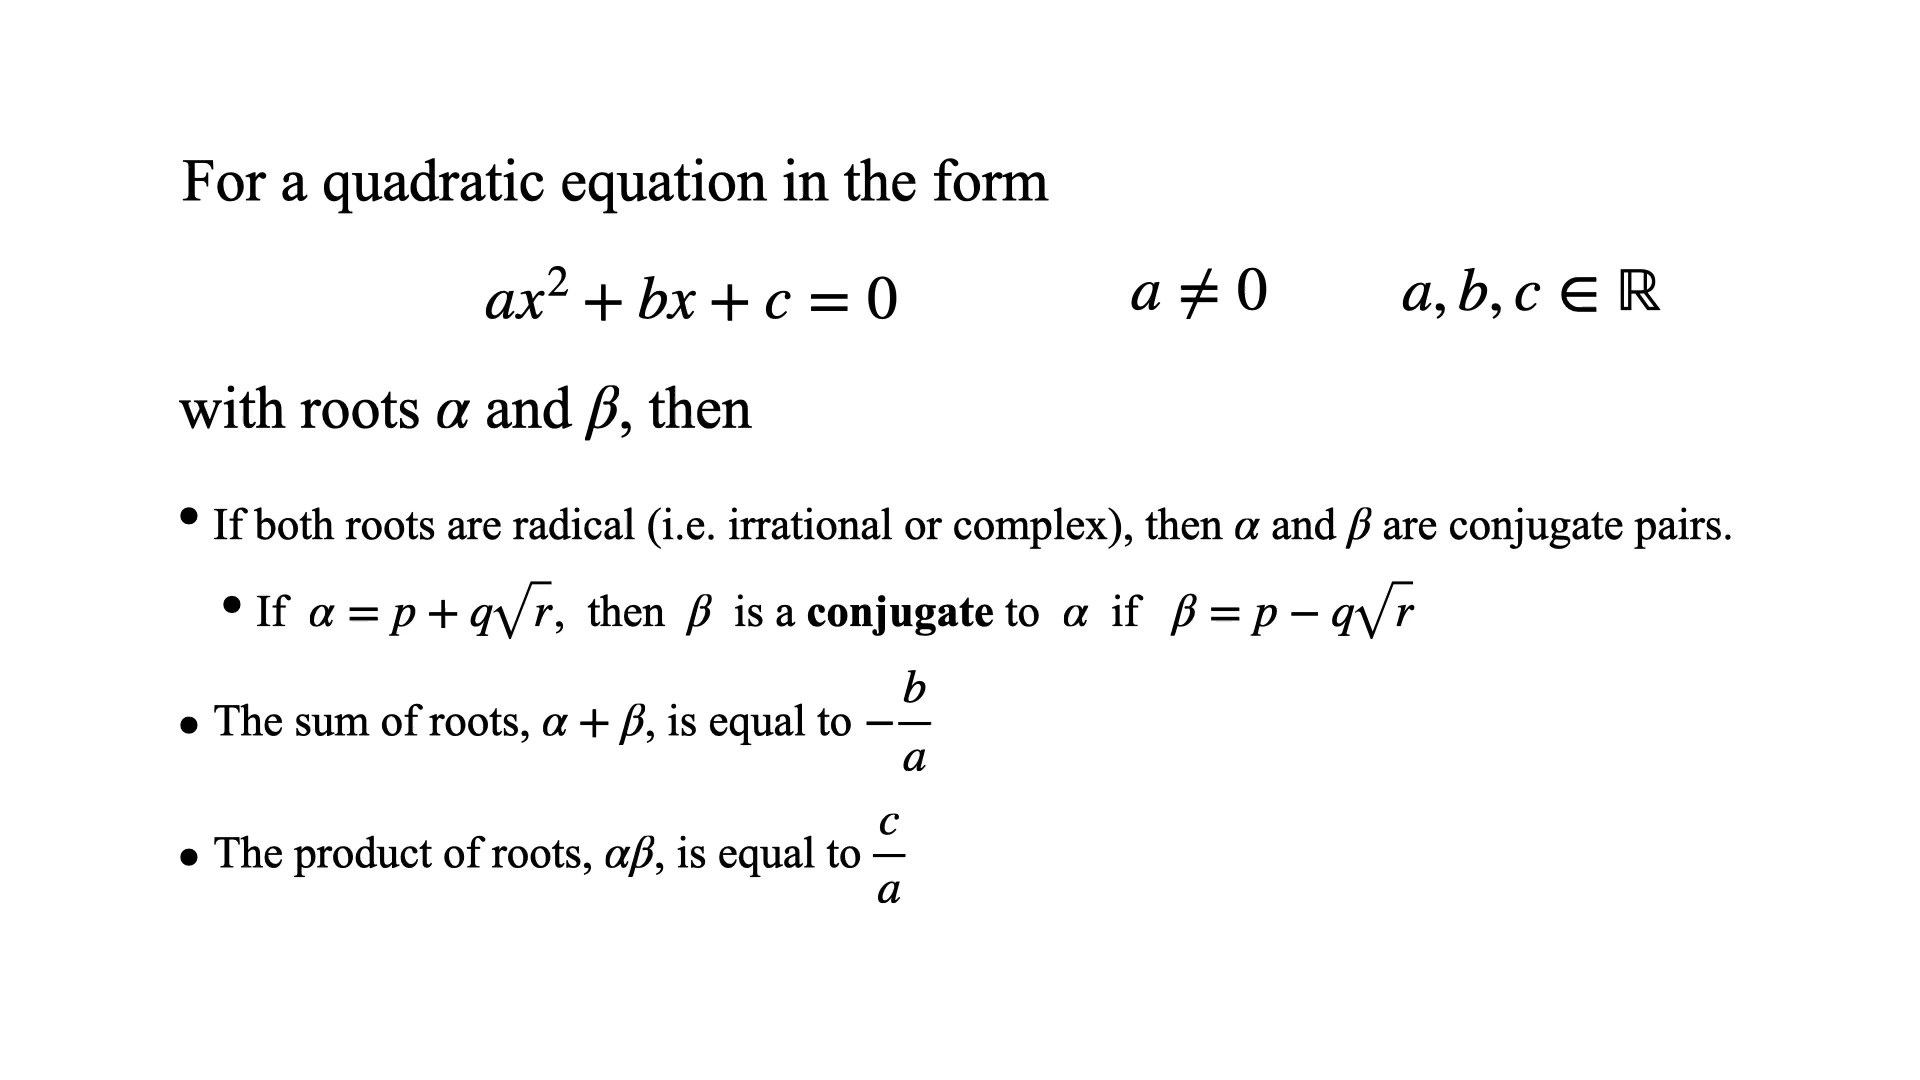 For a quadratic equation in the form
ax² + bx + c = 0 a ≠ 0 a, b, c ∈ ℝ
with roots α and β, then
• If both roots are radical (i.e. irrational or complex), then α and β are conjugate pairs.
• If α = p + q√r, then β is a conjugate to α if β = p − q√r
• The sum of roots, α + β, is equal to −b/a
• The product of roots, αβ, is equal to c/a